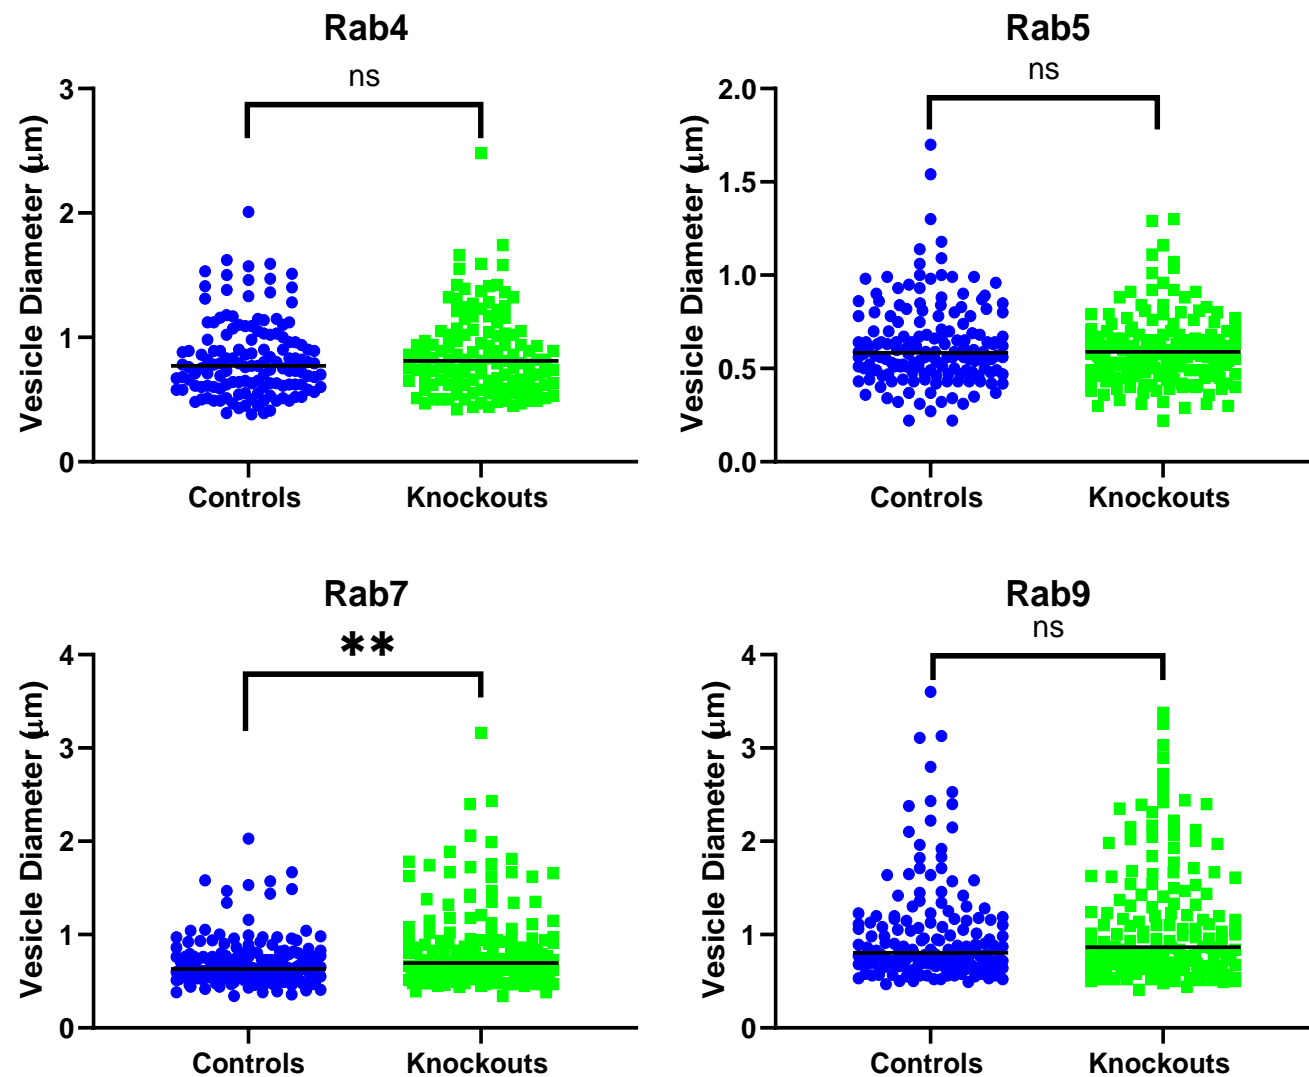 Rab4
ns
Vesicle Diameter (μm)
3
2
1
0
Controls
Knockouts
Rab5
ns
Vesicle Diameter (μm)
2.0
1.5
1.0
0.5
0.0
Controls
Knockouts
Rab7
**
Vesicle Diameter (μm)
4
3
2
1
0
Controls
Knockouts
Rab9
ns
Vesicle Diameter (μm)
4
3
2
1
0
Controls
Knockouts